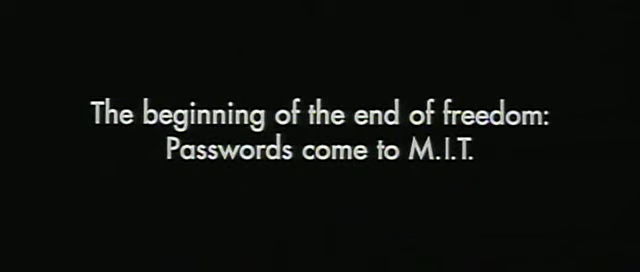 The beginning of the end of freedom:
Passwords come to M.I.T.